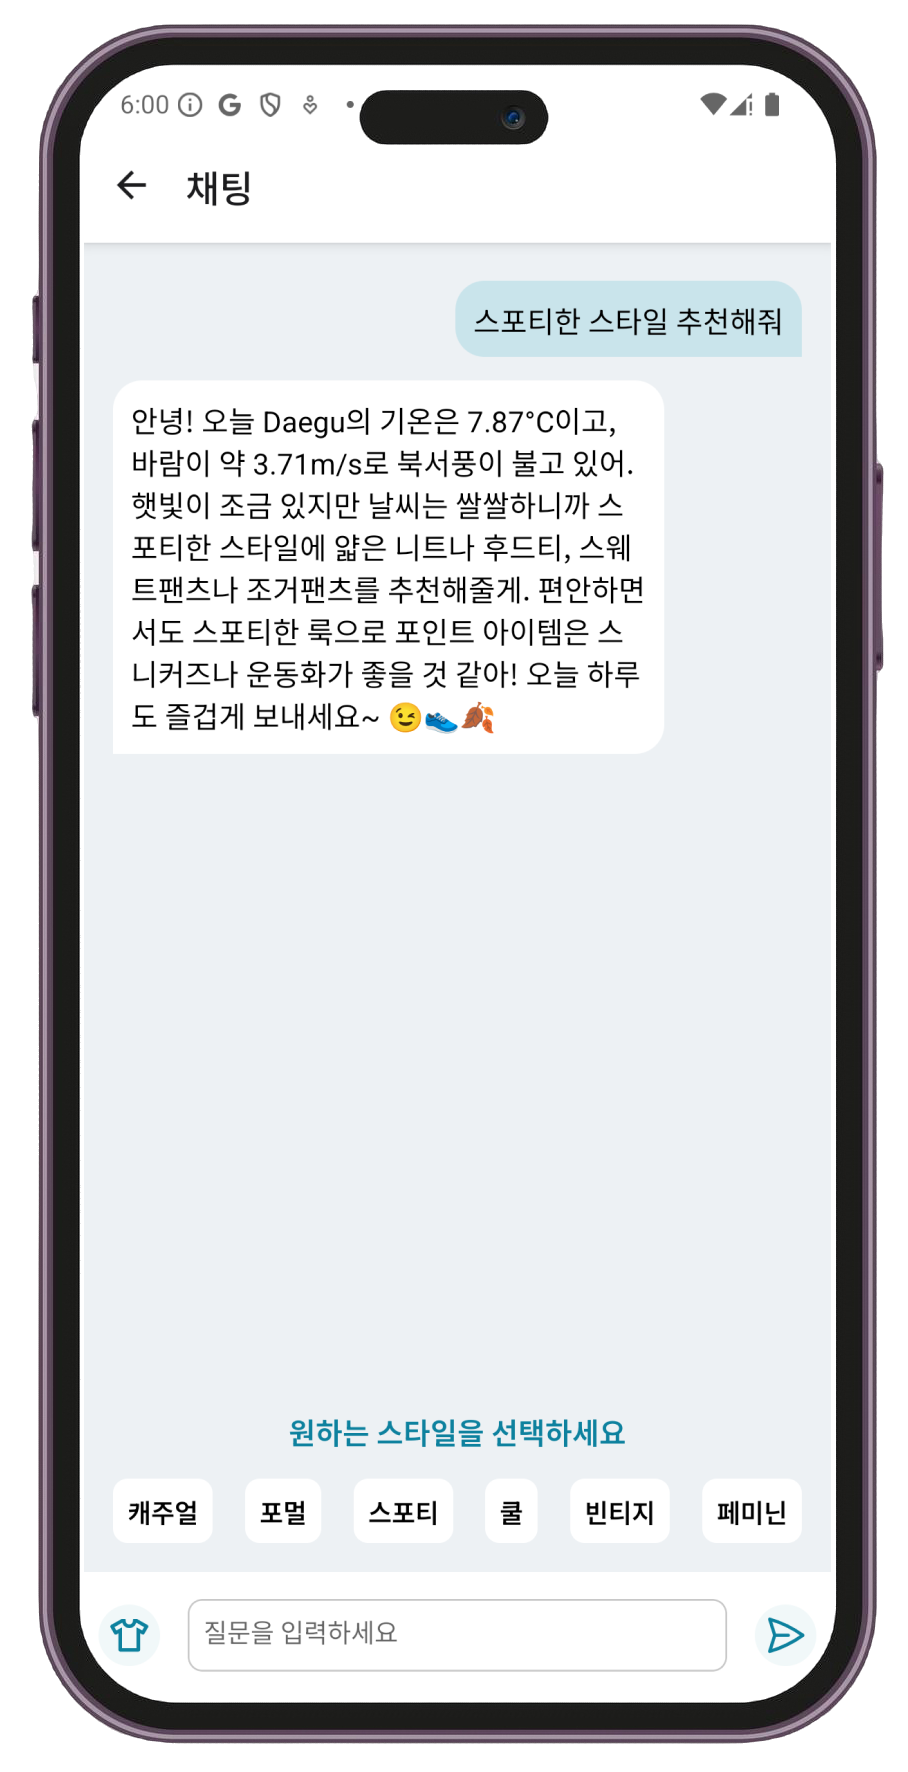 6:00
채팅
스포티한 스타일 추천해줘
안녕! 오늘 Daegu의 기온은 7.87°C이고,
바람이 약 3.71m/s로 북서풍이 불고 있어.
햇빛이 조금 있지만 날씨는 쌀쌀하니까 스
포티한 스타일에 얇은 니트나 후드티, 스웨
트팬츠나 조거팬츠를 추천해줄게. 편안하면
서도 스포티한 룩으로 포인트 아이템은 스
니커즈나 운동화가 좋을 것 같아! 오늘 하루
도 즐겁게 보내세요~ 😉👟🍂
원하는 스타일을 선택하세요
캐주얼 포멀 스포티 쿨 빈티지 페미닌
질문을 입력하세요